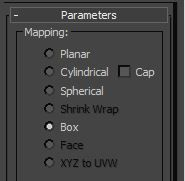 - Parameters
Mapping:
Planar
Cylindrical Cap
Spherical
Shrink Wrap
Box
Face
XYZ to UVW